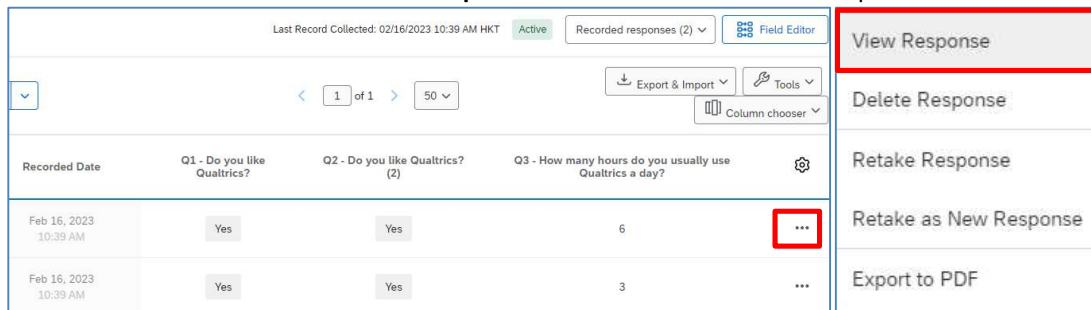 Last Record Collected: 02/16/2023 10:39 AM HKT Active Recorded responses (2) Field Editor
1 of 1 50 Export & Import Tools
Column chooser
Recorded Date Q1 - Do you like Qualtrics? Q2 - Do you like Qualtrics? (2) Q3 - How many hours do you usually use Qualtrics a day?
Feb 16, 2023 10:39 AM Yes Yes 6 •••
Feb 16, 2023 10:39 AM Yes Yes 3 •••
View Response
Delete Response
Retake Response
Retake as New Response
Export to PDF